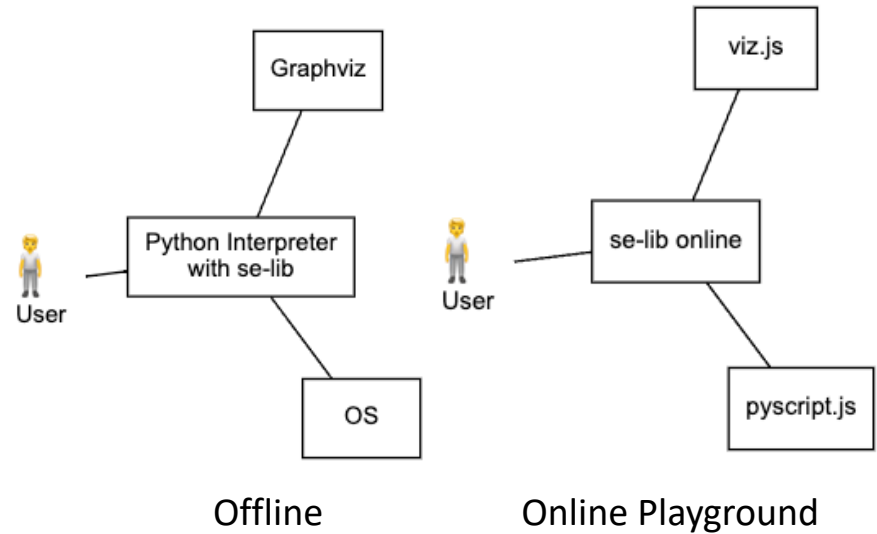 Graphviz
Python Interpreter
with se-lib
User
OS
Offline
viz.js
se-lib online
User
pyscript.js
Online Playground